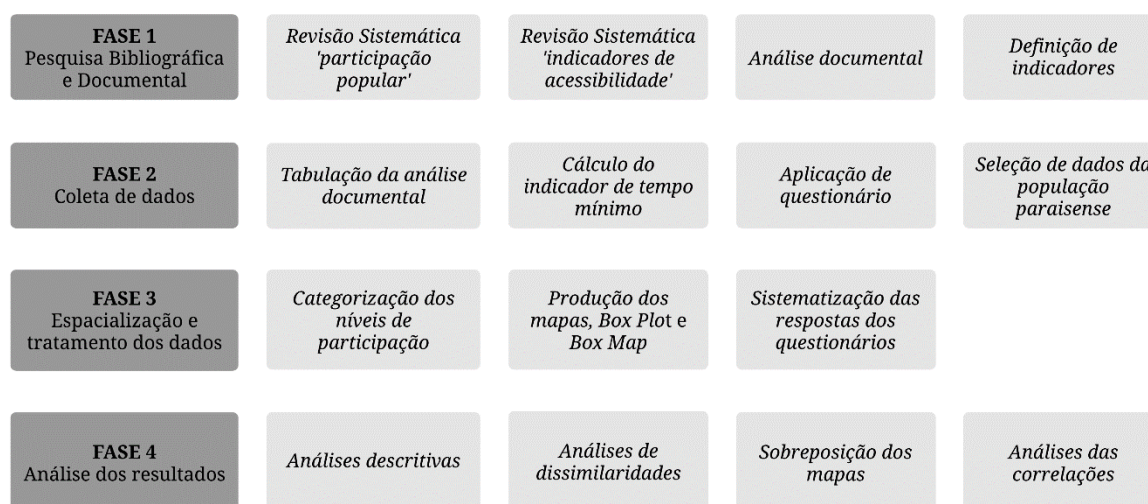 FASE 1
Pesquisa Bibliográfica
e Documental
Revisão Sistemática
'participação
popular'
Revisão Sistemática
'indicadores de
acessibilidade'
Análise documental
Definição de
indicadores
FASE 2
Coleta de dados
Tabulação da análise
documental
Cálculo do
indicador de tempo
mínimo
Aplicação de
questionário
Seleção de dados da
população
paraisense
FASE 3
Espacialização e
tratamento dos dados
Categorização dos
níveis de
participação
Produção dos
mapas, Box Plot e
Box Map
Sistematização das
respostas dos
questionários
FASE 4
Análise dos resultados
Análises descritivas
Análises de
dissimilaridades
Sobreposição dos
mapas
Análises das
correlações